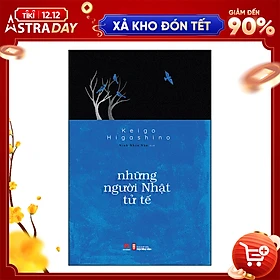 TIKI 12.12
ASTRADAY
XẢ KHO ĐÓN TẾT
GIẢM ĐẾN
90%
Keigo
Higashino
những
người Nhật
tử tế